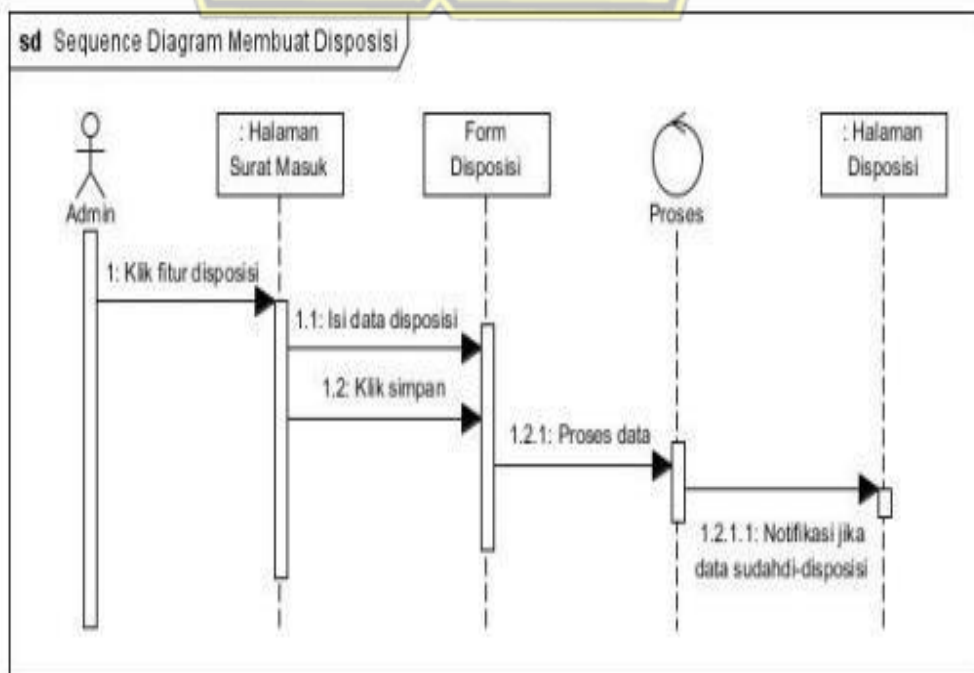 sd Sequence Diagram Membuat Disposisi
: Halaman
Surat Masuk
Form
Disposisi
: Halaman
Disposisi
Admin
Proses
1: Klik fitur disposisi
1.1: Isi data disposisi
1.2: Klik simpan
1.2.1: Proses data
1.2.1.1: Notifikasi jika
data sudahdi-disposisi